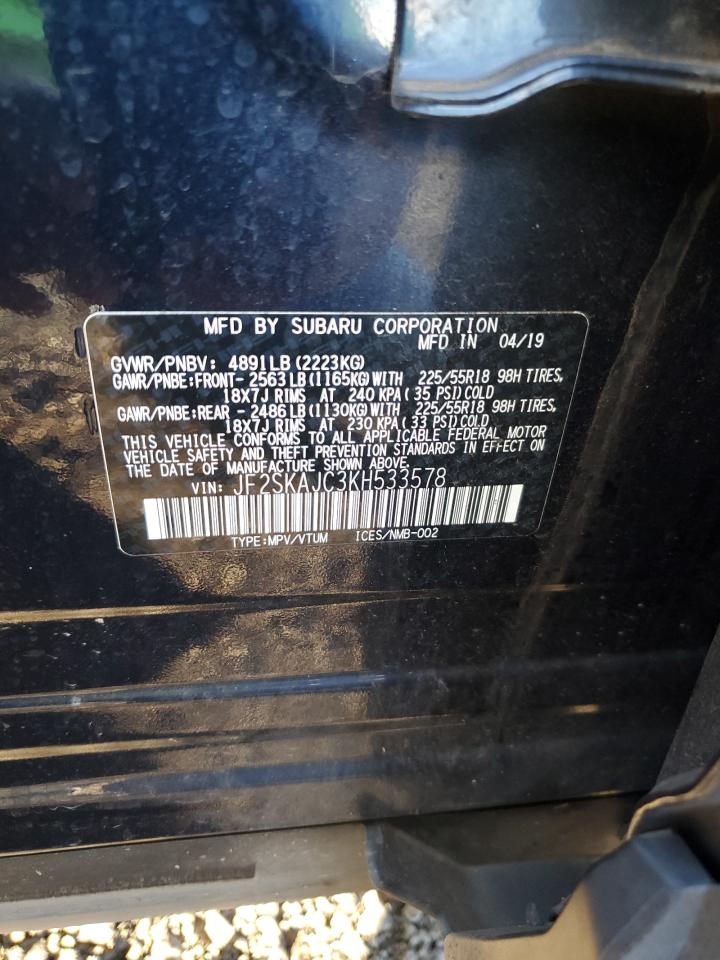 MFD BY SUBARU CORPORATION
MFD IN 04/19
GVWR/PNBV: 4891LB(2223KG)
GAWR/PNBE:FRONT- 2563LB(1165KG)WITH 225/55R18 98H TIRES,
18X7J RIMS AT 240 KPA( 35 PSI)COLD
GAWR/PNBE:REAR - 2486LB(1130KG)WITH 225/55R18 98H TIRES,
18X7J RIMS AT 230 KPA( 33 PSI)COLD
THIS VEHICLE CONFORMS TO ALL APPLICABLE FEDERAL MOTOR
VEHICLE SAFETY AND THEFT PREVENTION STANDARDS IN EFFECT ON
THE DATE OF MANUFACTURE SHOWN ABOVE.
VIN: JF2SKAJC3KH533578
TYPE:MPV/VTUM ICES/NMB-002